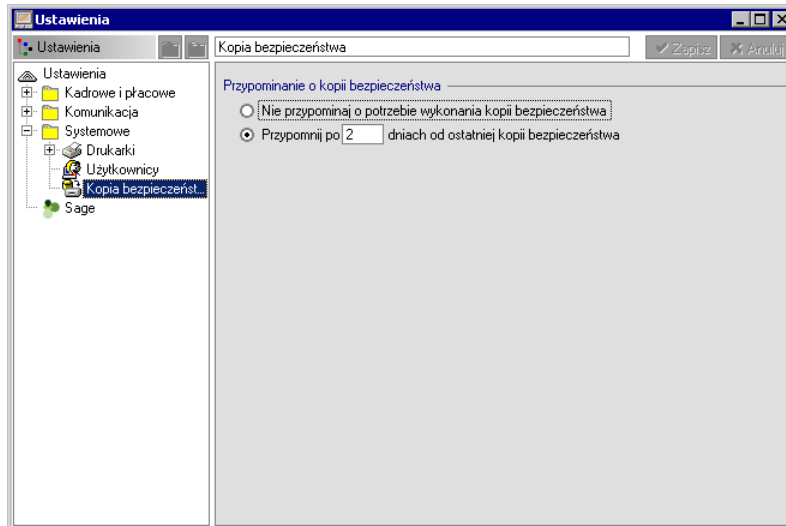 Ustawienia
Ustawienia
Kopia bezpieczeństwa
Zapisz
Anuluj
Ustawienia
Kadrowe i płacowe
Komunikacja
Systemowe
Drukarki
Użytkownicy
Kopia bezpieczeńst...
Sage
Przypominanie o kopii bezpieczeństwa
Nie przypominaj o potrzebie wykonania kopii bezpieczeństwa
Przypomnij po 2 dniach od ostatniej kopii bezpieczeństwa